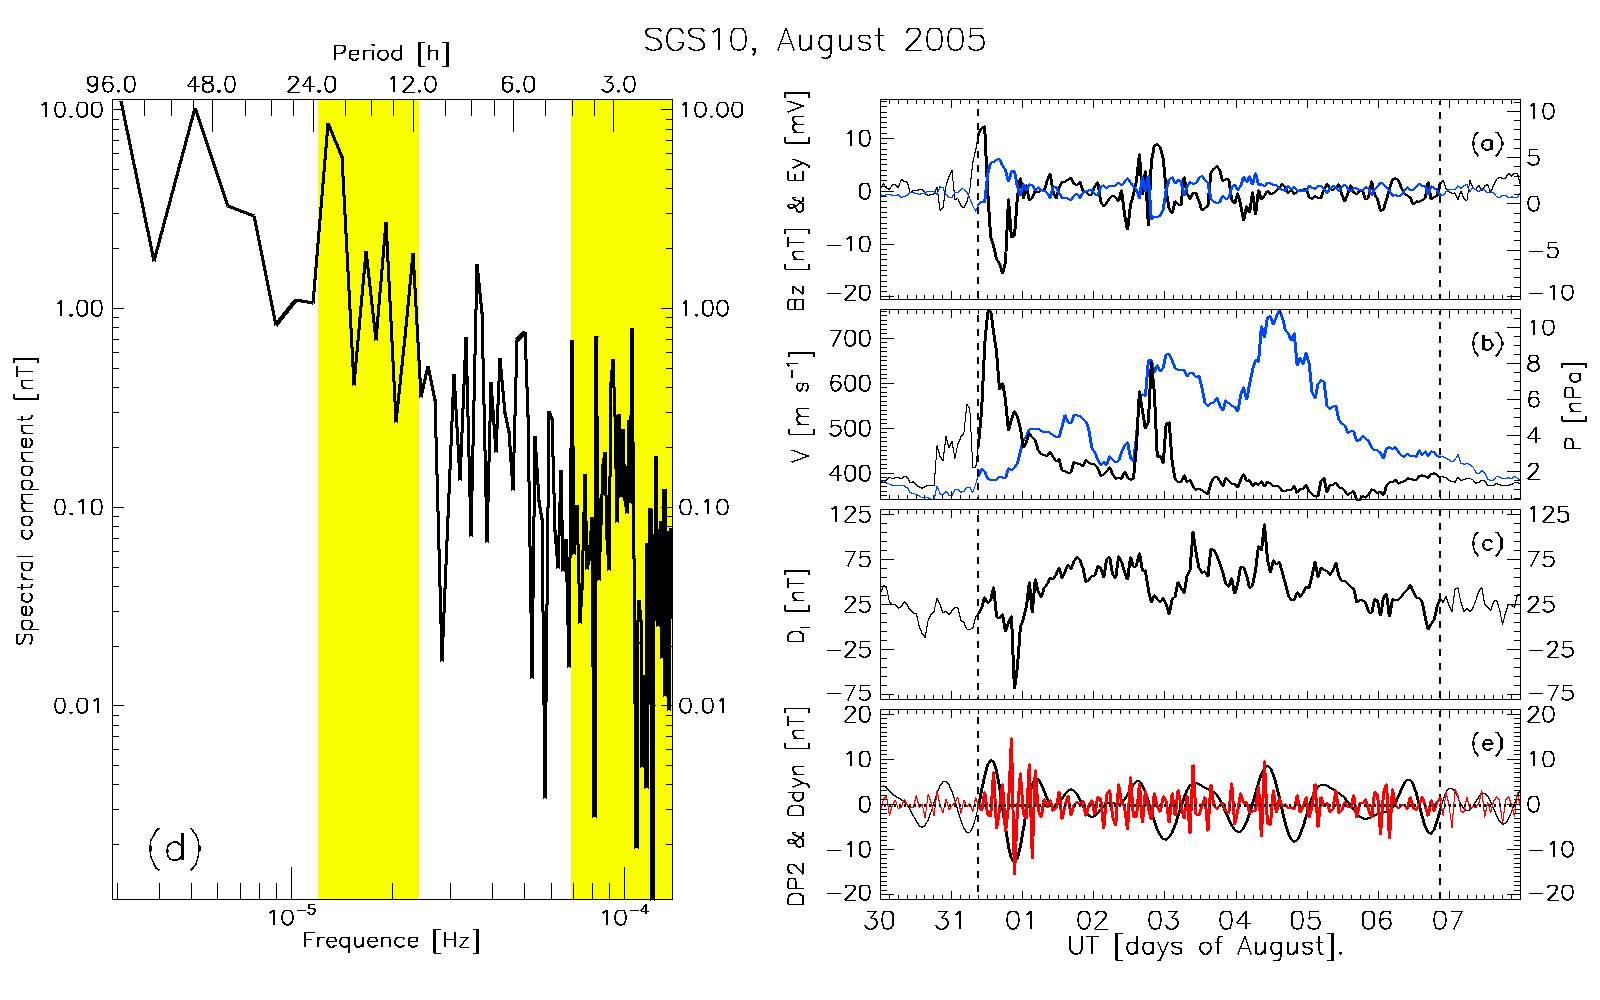 SGS10, August 2005
Period [h]
96.0 48.0 24.0 12.0 6.0 3.0
10.00 10.00
1.00 1.00
0.10 0.10
0.01 0.01
Spectral component [nT]
(d)
10⁻⁵ 10⁻⁴
Frequence [Hz]
Bz [nT] & Ey [mV]
10 0 -10 -20
(a)
10 5 0 -5 -10
V [m s⁻¹]
700 600 500 400
(b)
10 8 6 4 2
P [nPa]
D_I [nT]
125 75 25 -25 -75
(c)
125 75 25 -25 -75
DP2 & Ddyn [nT]
20 10 0 -10 -20
(e)
20 10 0 -10 -20
30 31 01 02 03 04 05 06 07
UT [days of August].